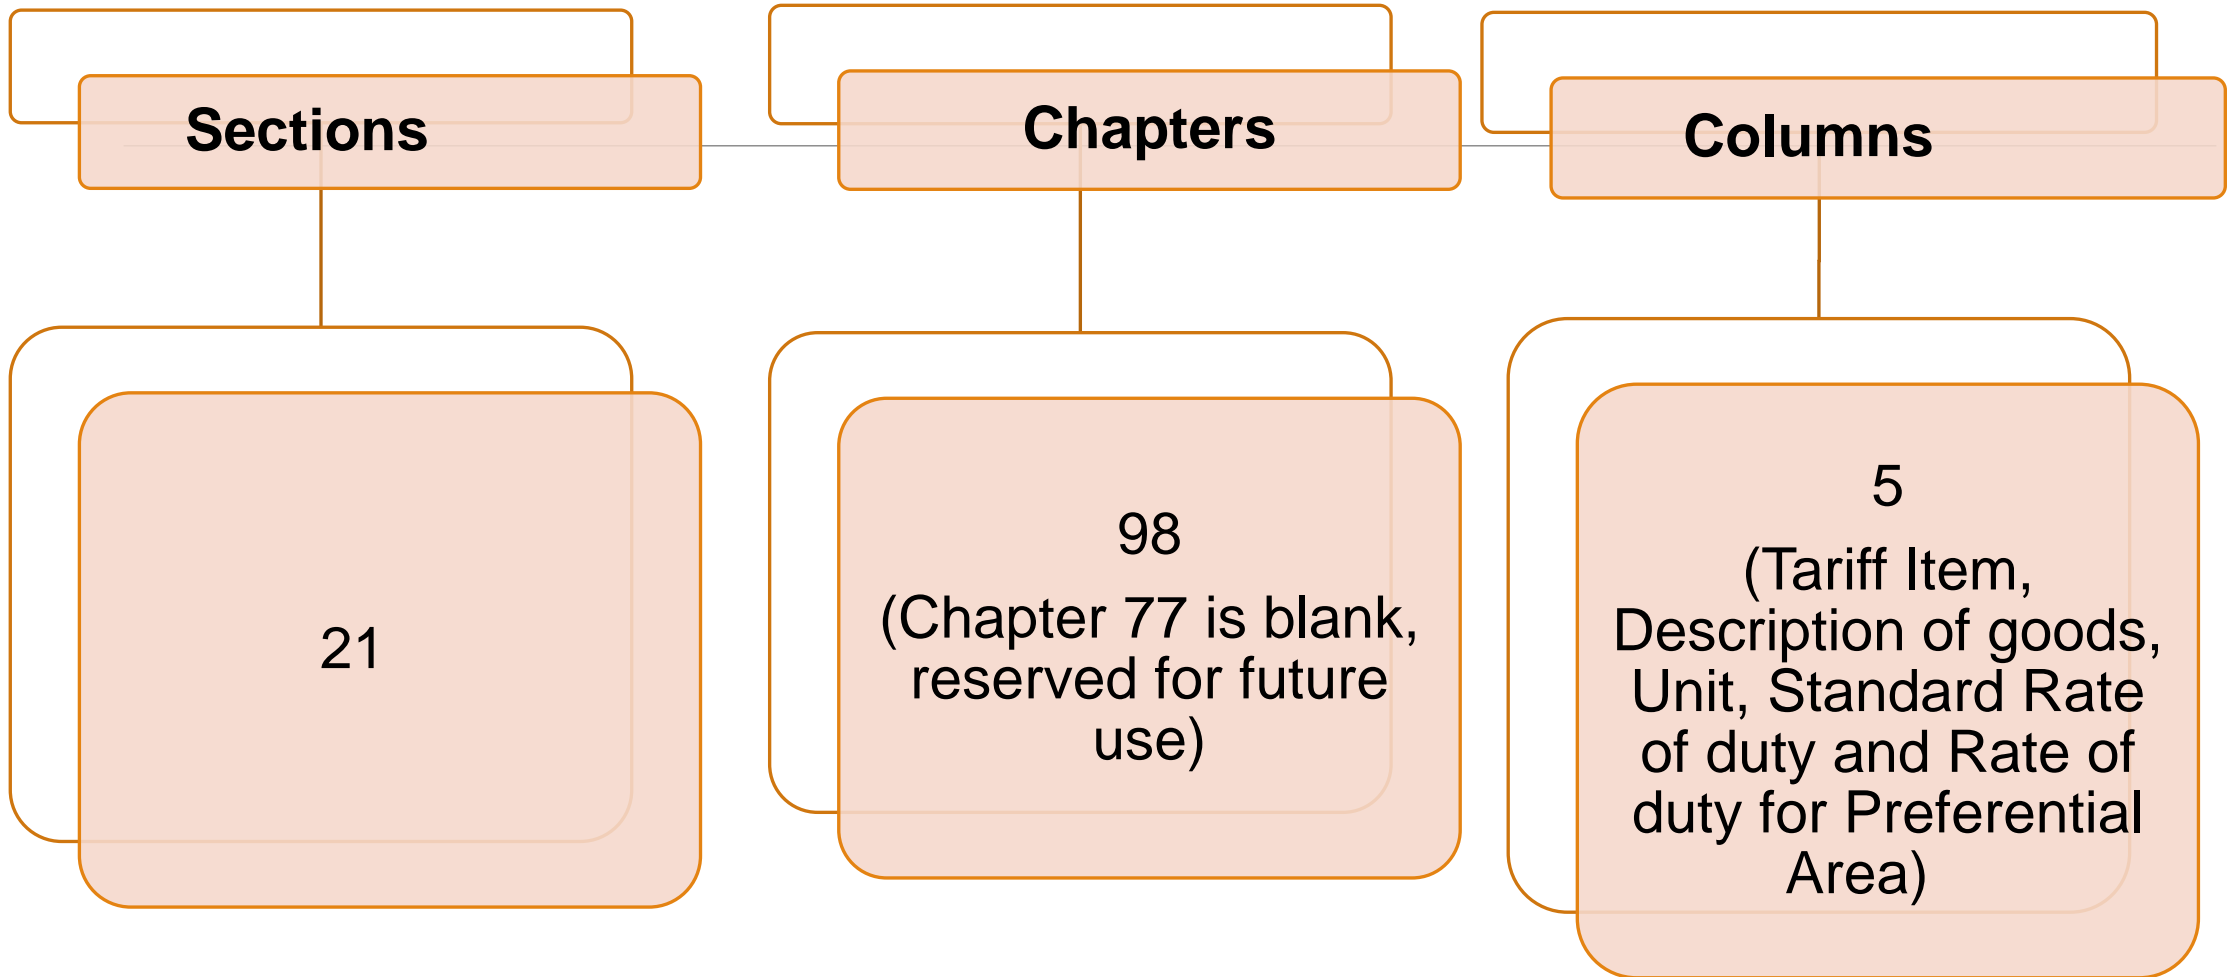 Sections
Chapters
Columns
21
98
(Chapter 77 is blank,
reserved for future
use)
5
(Tariff Item,
Description of goods,
Unit, Standard Rate
of duty and Rate of
duty for Preferential
Area)